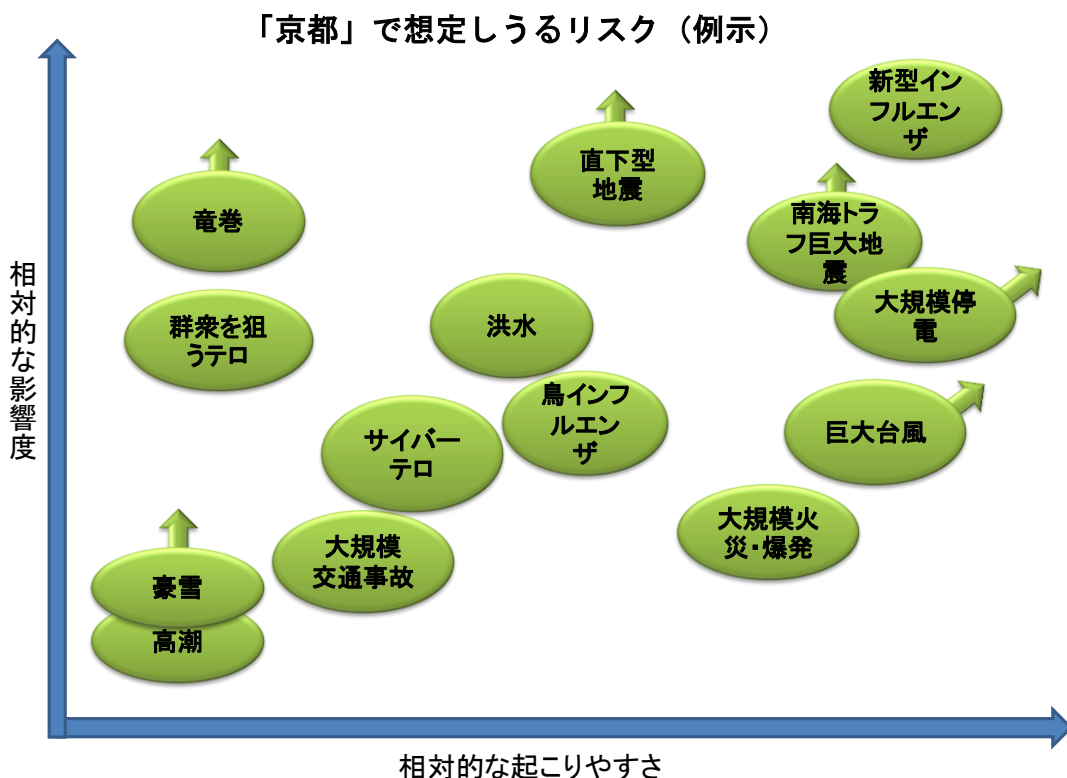 「京都」で想定しうるリスク（例示）
新型イン
フルエン
ザ
直下型
地震
竜巻
南海トラ
フ巨大地
震
大規模停
電
群衆を狙
うテロ
洪水
鳥インフ
ルエン
ザ
巨大台風
サイバー
テロ
大規模火
災・爆発
大規模
交通事故
豪雪
高潮
相対的な影響度
相対的な起こりやすさ